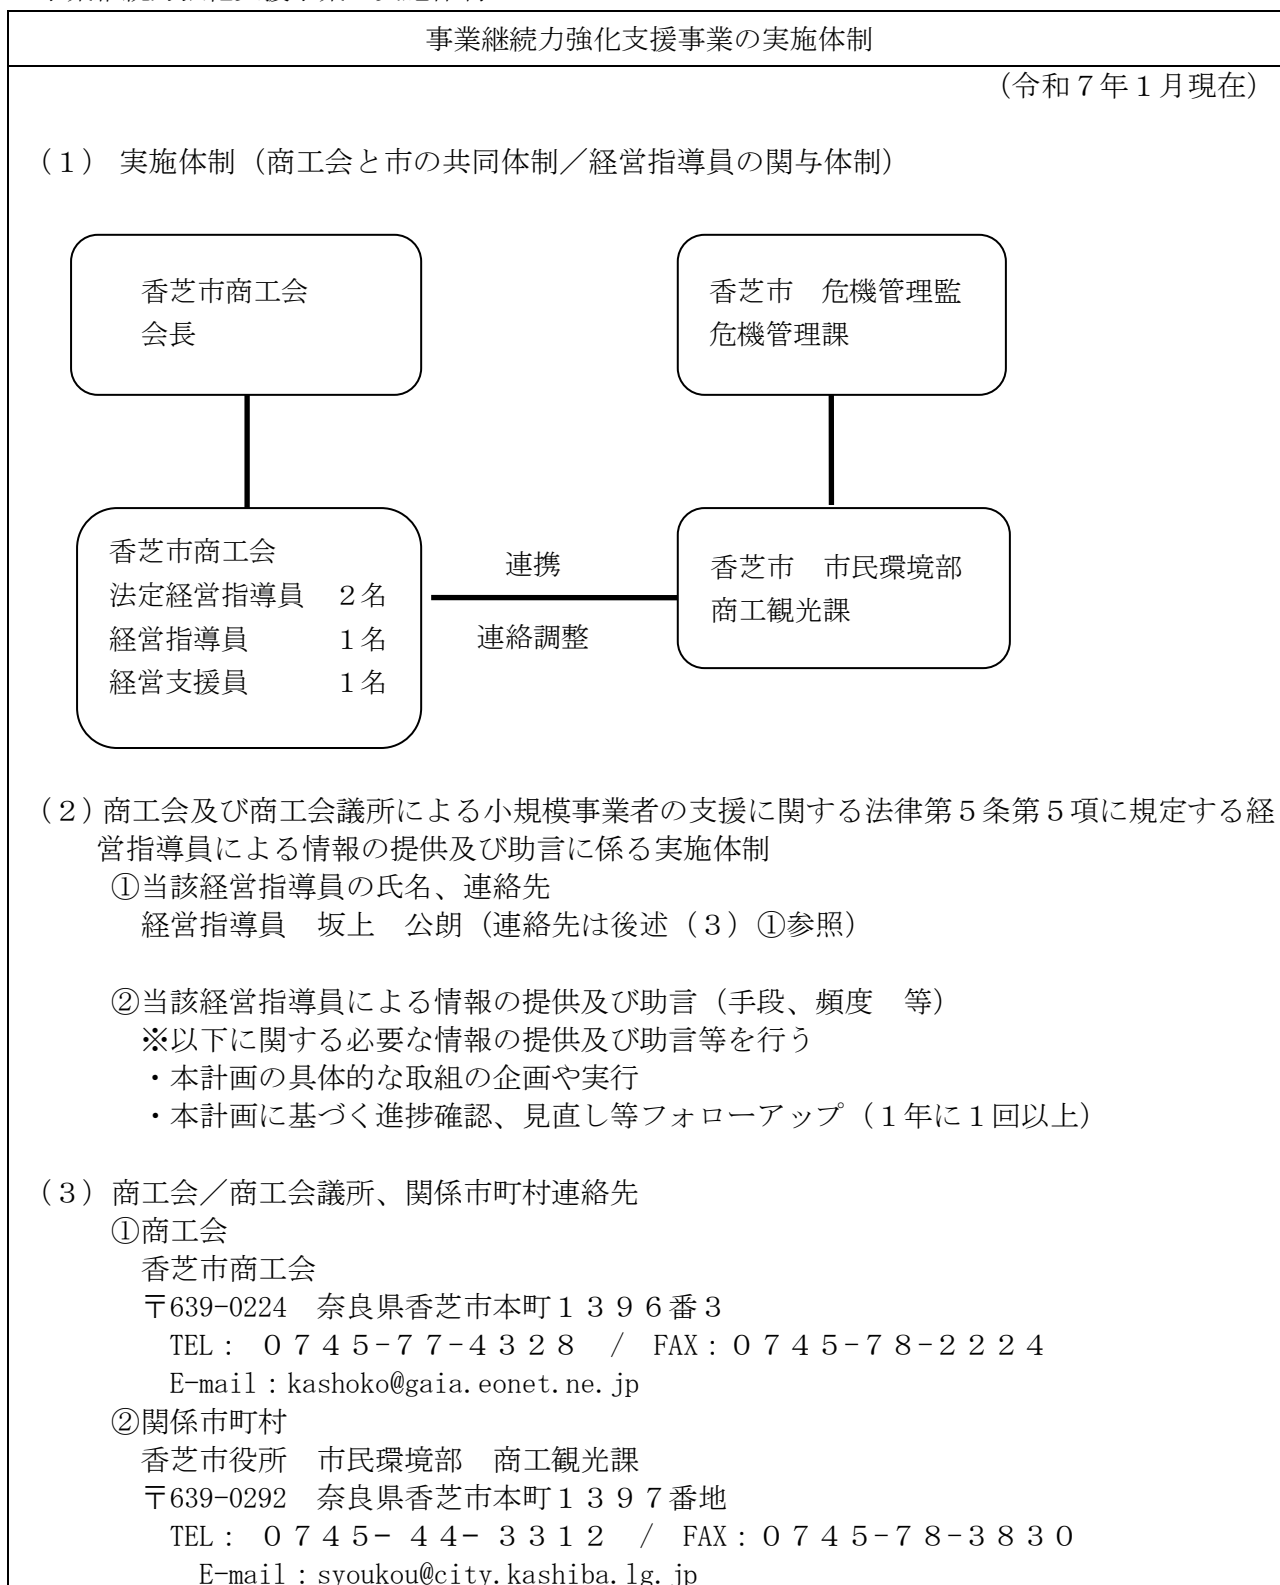 事業継続力強化支援事業の実施体制
（令和７年１月現在）
（１） 実施体制（商工会と市の共同体制／経営指導員の関与体制）
香芝市商工会
会長
香芝市　危機管理監
危機管理課
香芝市商工会
法定経営指導員　２名
経営指導員　　　１名
経営支援員　　　１名
連携
連絡調整
香芝市　市民環境部
商工観光課
（２）商工会及び商工会議所による小規模事業者の支援に関する法律第５条第５項に規定する経
営指導員による情報の提供及び助言に係る実施体制
①当該経営指導員の氏名、連絡先
経営指導員　坂上　公朗（連絡先は後述（３）①参照）
②当該経営指導員による情報の提供及び助言（手段、頻度　等）
※以下に関する必要な情報の提供及び助言等を行う
・本計画の具体的な取組の企画や実行
・本計画に基づく進捗確認、見直し等フォローアップ（１年に１回以上）
（３）商工会／商工会議所、関係市町村連絡先
①商工会
香芝市商工会
〒639-0224　奈良県香芝市本町１３９６番３
TEL： ０７４５-７７-４３２８ / FAX：０７４５-７８-２２２４
E-mail：kashoko@gaia.eonet.ne.jp
②関係市町村
香芝市役所　市民環境部　商工観光課
〒639-0292　奈良県香芝市本町１３９７番地
TEL： ０７４５- ４４- ３３１２ / FAX：０７４５-７８-３８３０
E-mail：syoukou@city.kashiba.lg.jp